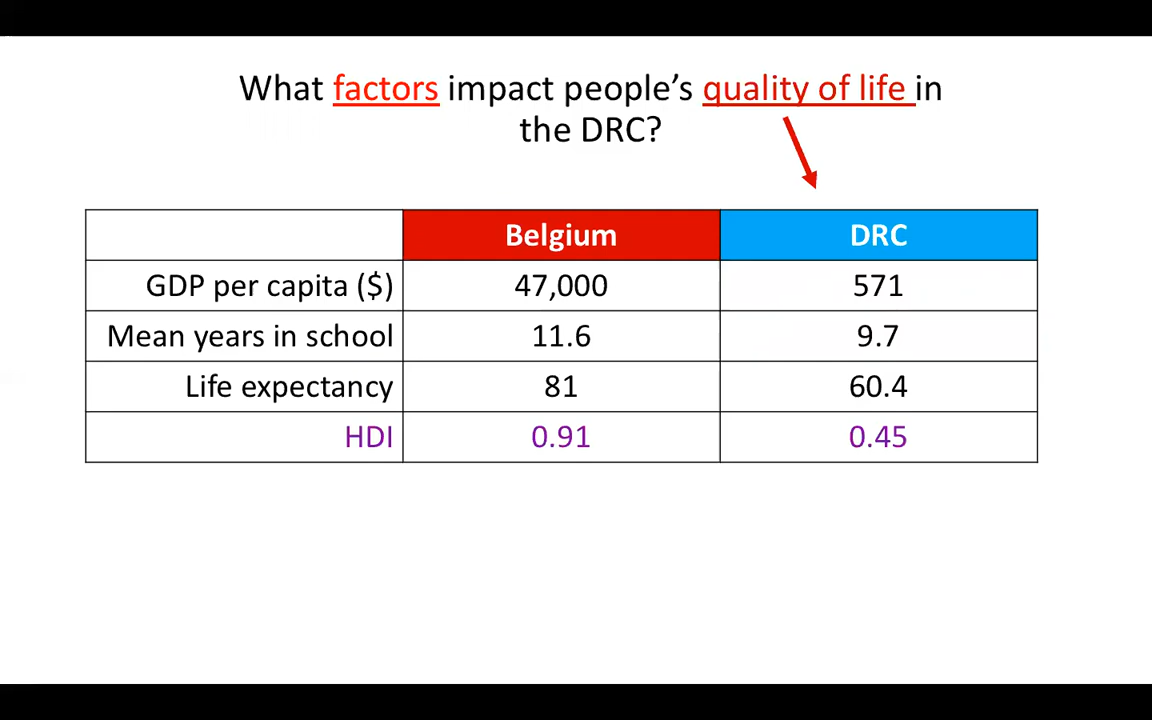 What factors impact people’s quality of life in
the DRC?
Belgium DRC
GDP per capita ($) 47,000 571
Mean years in school 11.6 9.7
Life expectancy 81 60.4
HDI 0.91 0.45